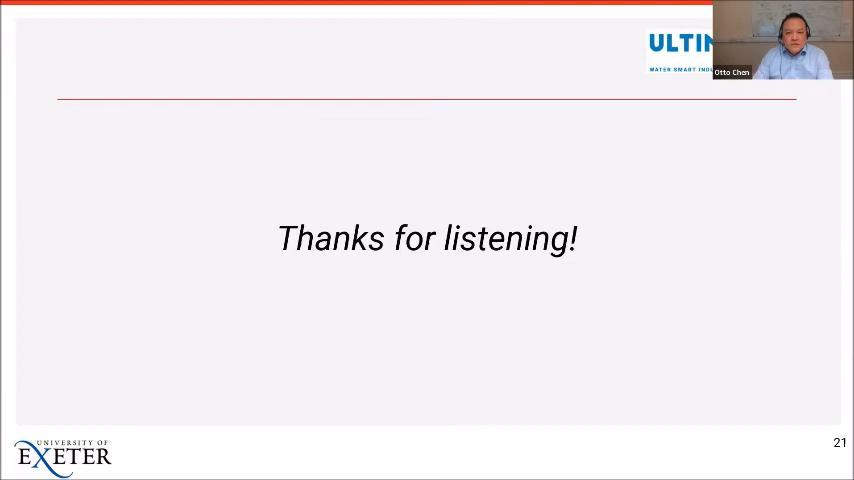 ULTIM
WATER SMART INDU
Otto Chen
Thanks for listening!
UNIVERSITY OF
EXETER
21